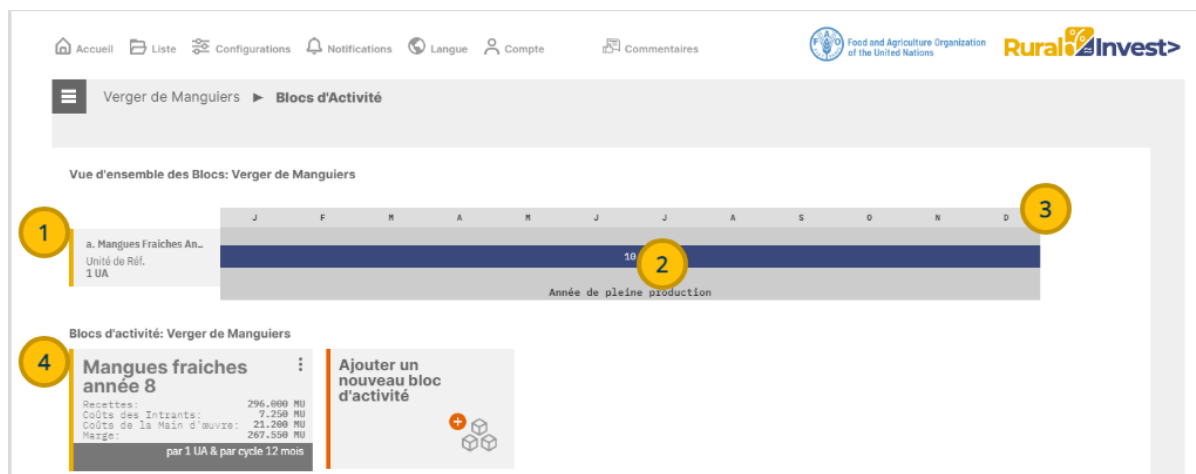 Accueil Liste Configurations Notifications Langue Compte Commentaires
Food and Agriculture Organization
of the United Nations
Rural Invest>
Verger de Manguiers ► Blocs d'Activité
Vue d'ensemble des Blocs: Verger de Manguiers
J F M A M J J A S O N D
3
1
a. Mangues Fraiches An…
Unité de Réf.
1 UA
10
2
Année de pleine production
Blocs d'activité: Verger de Manguiers
4
Mangues fraiches
année 8
Recettes: 296.000 MU
Coûts des Intrants: 7.250 MU
Coûts de la Main d'œuvre: 21.200 MU
Marge: 267.550 MU
par 1 UA & par cycle 12 mois
Ajouter un
nouveau bloc
d'activité